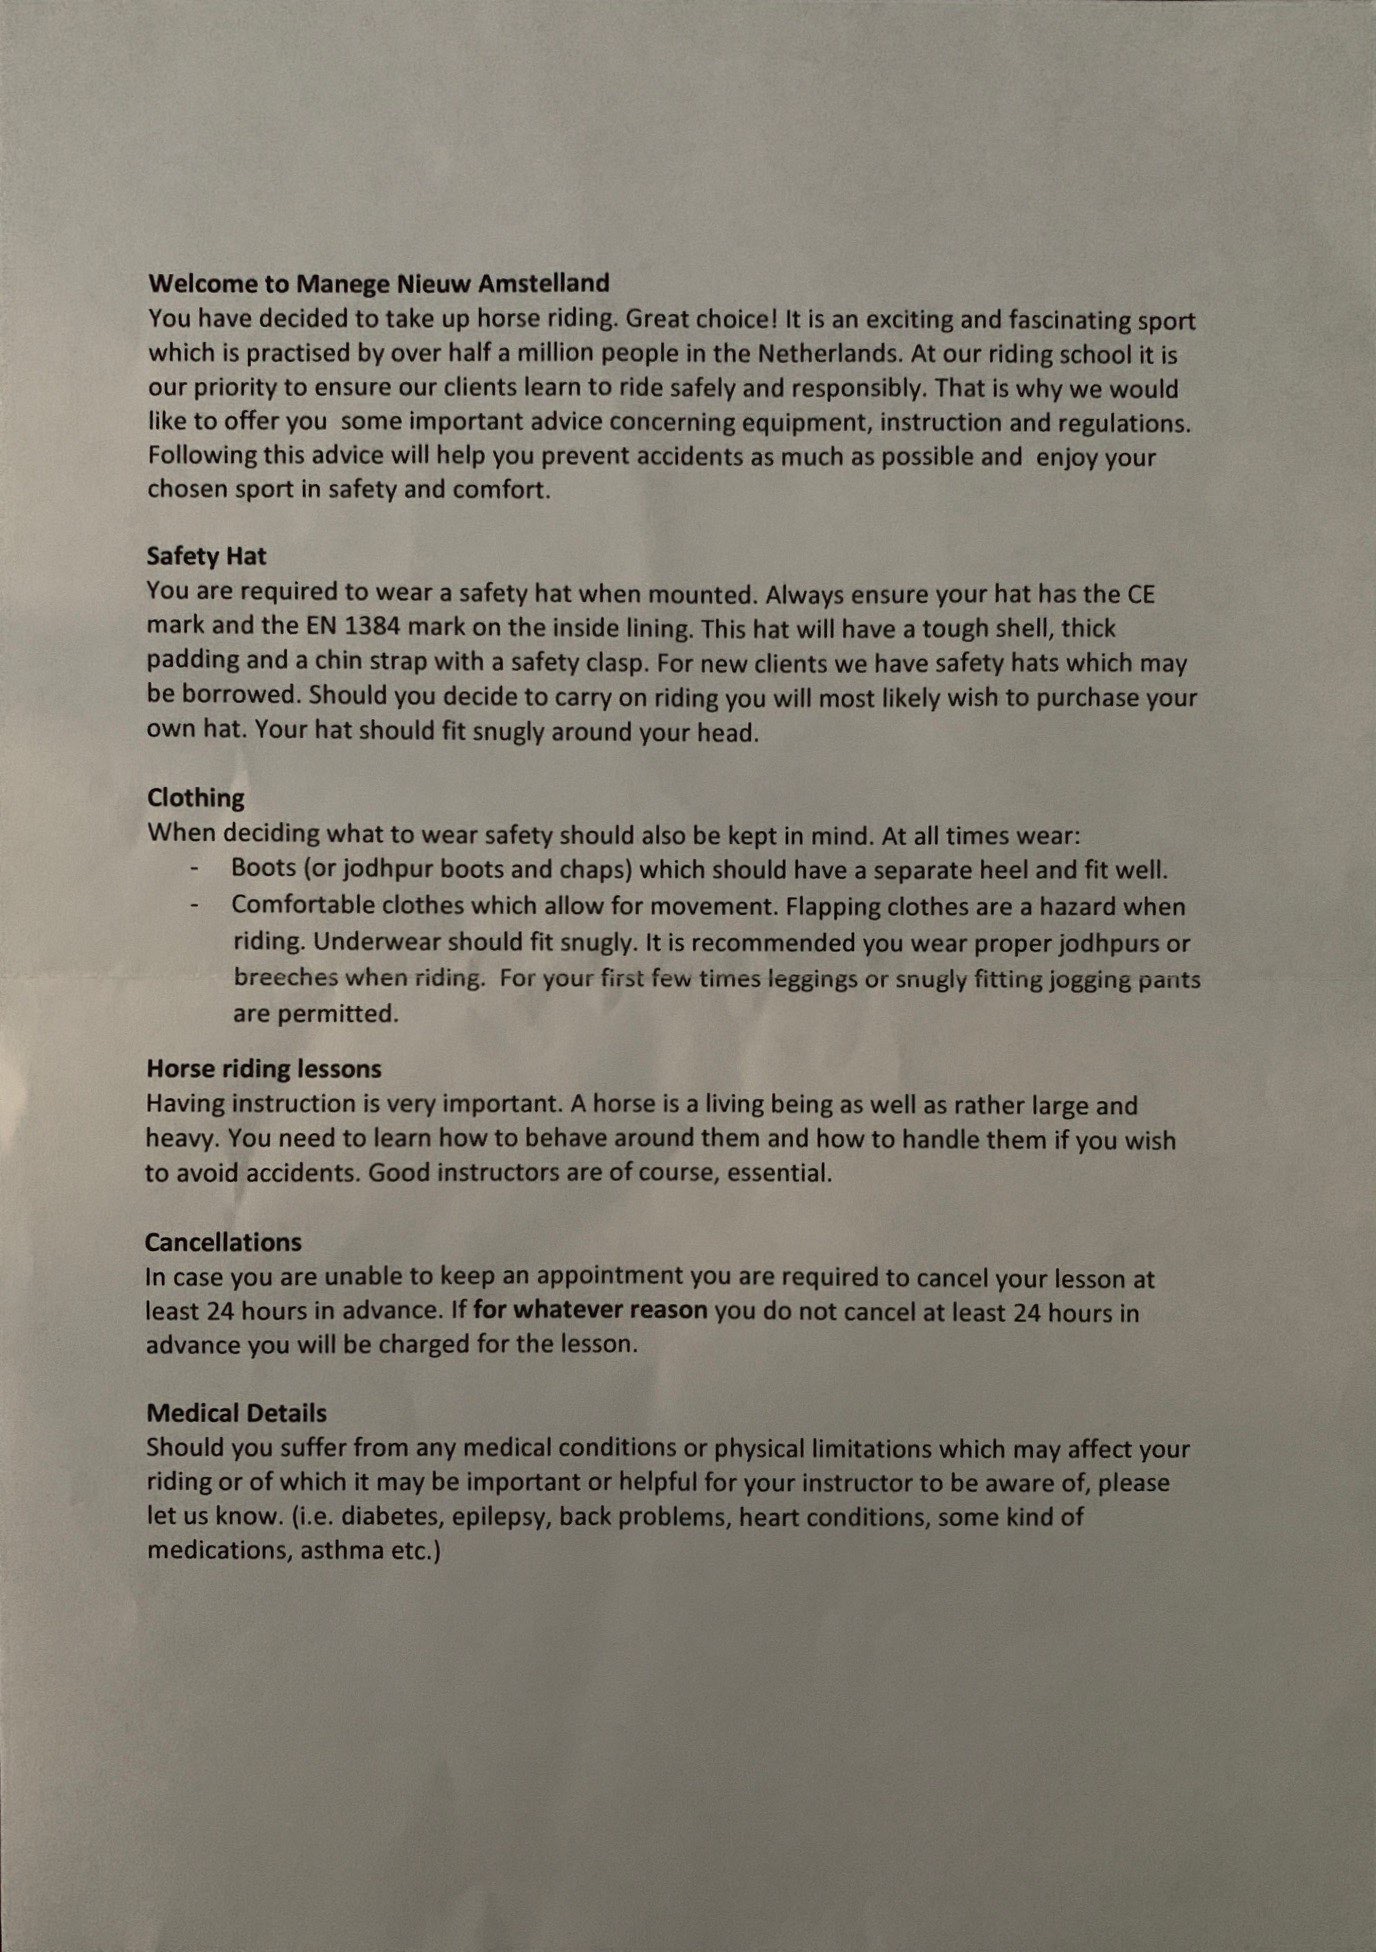 Welcome to Manege Nieuw Amstelland
You have decided to take up horse riding. Great choice! It is an exciting and fascinating sport
which is practised by over half a million people in the Netherlands. At our riding school it is
our priority to ensure our clients learn to ride safely and responsibly. That is why we would
like to offer you  some important advice concerning equipment, instruction and regulations.
Following this advice will help you prevent accidents as much as possible and  enjoy your
chosen sport in safety and comfort.
Safety Hat
You are required to wear a safety hat when mounted. Always ensure your hat has the CE
mark and the EN 1384 mark on the inside lining. This hat will have a tough shell, thick
padding and a chin strap with a safety clasp. For new clients we have safety hats which may
be borrowed. Should you decide to carry on riding you will most likely wish to purchase your
own hat. Your hat should fit snugly around your head.
Clothing
When deciding what to wear safety should also be kept in mind. At all times wear:
- Boots (or jodhpur boots and chaps) which should have a separate heel and fit well.
- Comfortable clothes which allow for movement. Flapping clothes are a hazard when
riding. Underwear should fit snugly. It is recommended you wear proper jodhpurs or
breeches when riding.  For your first few times leggings or snugly fitting jogging pants
are permitted.
Horse riding lessons
Having instruction is very important. A horse is a living being as well as rather large and
heavy. You need to learn how to behave around them and how to handle them if you wish
to avoid accidents. Good instructors are of course, essential.
Cancellations
In case you are unable to keep an appointment you are required to cancel your lesson at
least 24 hours in advance. If for whatever reason you do not cancel at least 24 hours in
advance you will be charged for the lesson.
Medical Details
Should you suffer from any medical conditions or physical limitations which may affect your
riding or of which it may be important or helpful for your instructor to be aware of, please
let us know. (i.e. diabetes, epilepsy, back problems, heart conditions, some kind of
medications, asthma etc.)